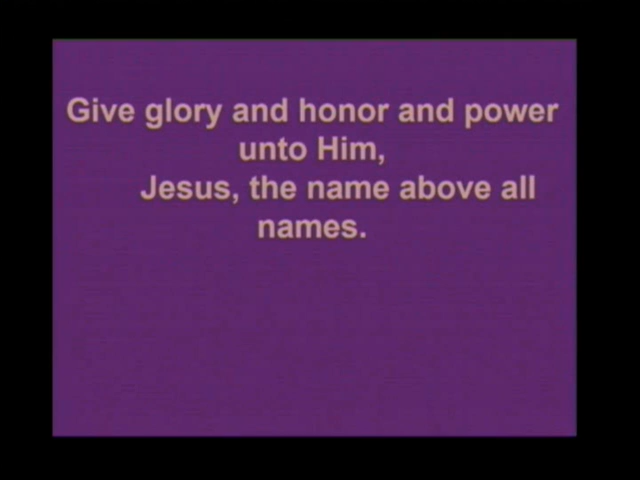 Give glory and honor and power
unto Him,
Jesus, the name above all
names.